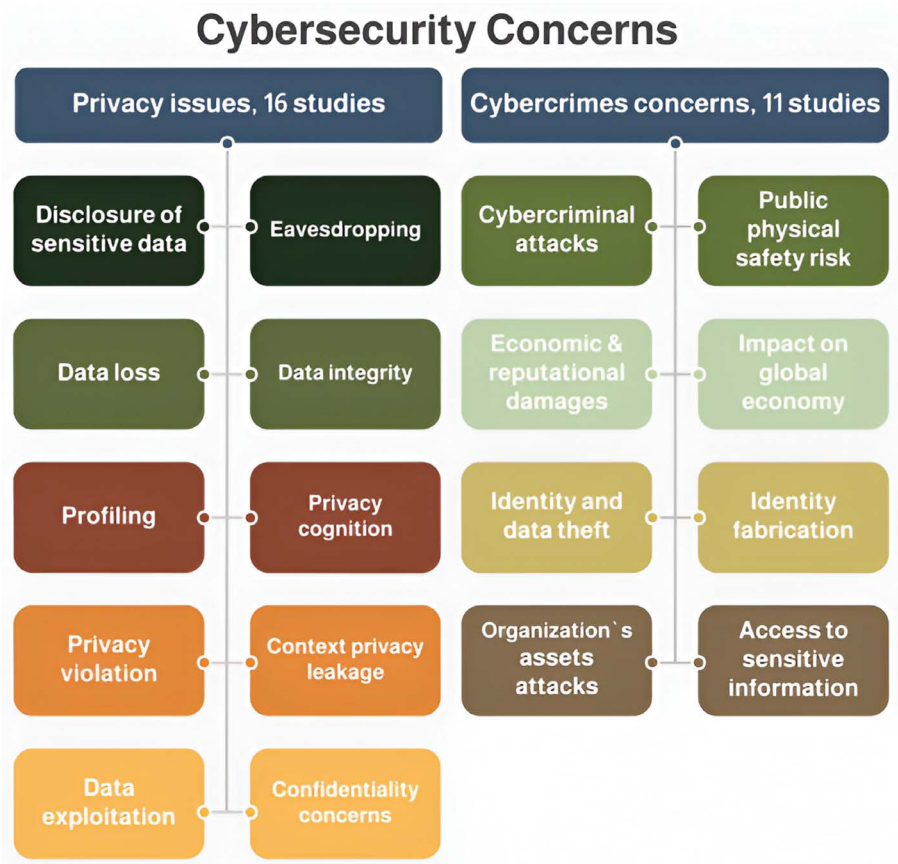 Cybersecurity Concerns
Privacy issues, 16 studies
Disclosure of
sensitive data
Eavesdropping
Data loss
Data integrity
Profiling
Privacy
cognition
Privacy
violation
Context privacy
leakage
Data
exploitation
Confidentiality
concerns
Cybercrimes concerns, 11 studies
Cybercriminal
attacks
Public
physical
safety risk
Economic &
reputational
damages
Impact on
global
economy
Identity and
data theft
Identity
fabrication
Organization`s
assets
attacks
Access to
sensitive
information